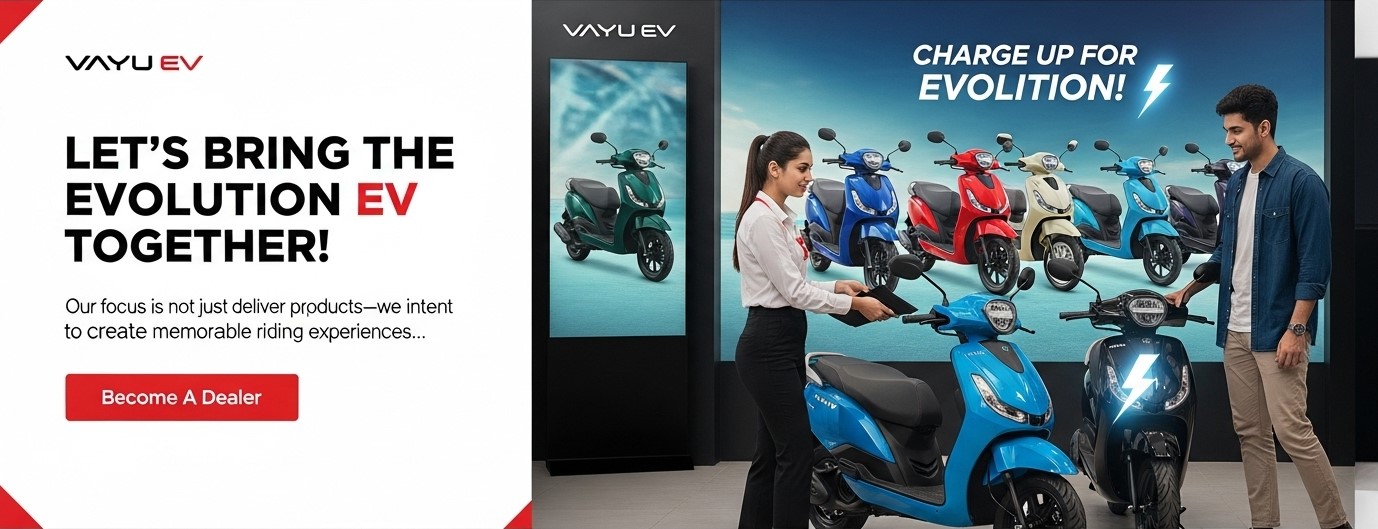 VAYU EV
LET'S BRING THE
EVOLUTION EV
TOGETHER!
Our focus is not just deliver products—we intent
to create memorable riding experiences...
Become A Dealer
VAYU EV
CHARGE UP FOR
EVOLITION!